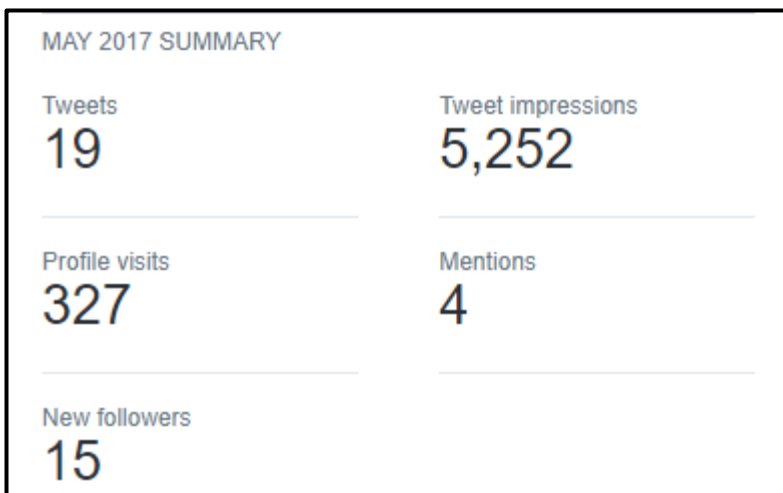 MAY 2017 SUMMARY
Tweets
19
Tweet impressions
5,252
Profile visits
327
Mentions
4
New followers
15